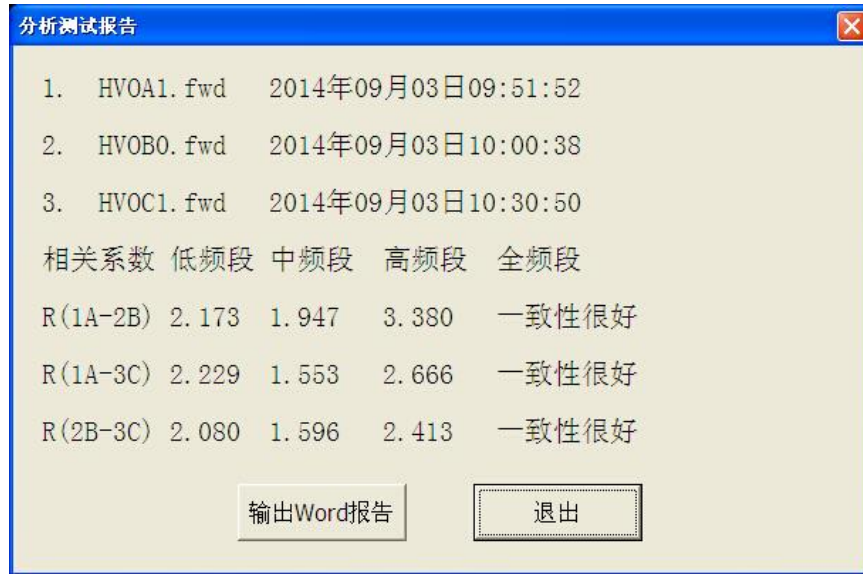 分析测试报告
1. HVOA1.fwd 2014年09月03日09:51:52
2. HVOB0.fwd 2014年09月03日10:00:38
3. HVOC1.fwd 2014年09月03日10:30:50
相关系数 低频段 中频段 高频段 全频段
R(1A-2B) 2.173 1.947 3.380 一致性很好
R(1A-3C) 2.229 1.553 2.666 一致性很好
R(2B-3C) 2.080 1.596 2.413 一致性很好
输出Word报告 退出